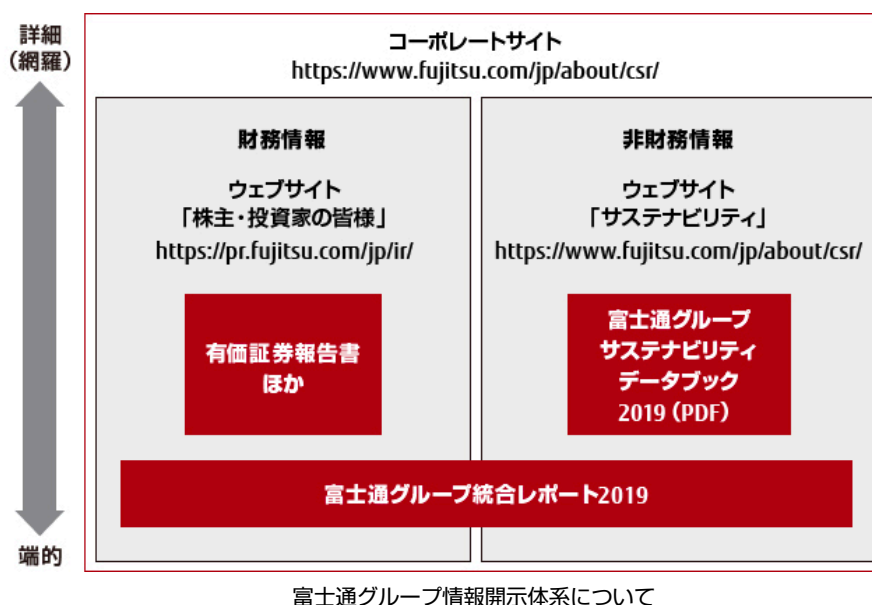 詳細
（網羅）
コーポレートサイト
https://www.fujitsu.com/jp/about/csr/
財務情報
ウェブサイト
「株主・投資家の皆様」
https://pr.fujitsu.com/jp/ir/
有価証券報告書
ほか
非財務情報
ウェブサイト
「サステナビリティ」
https://www.fujitsu.com/jp/about/csr/
富士通グループ
サステナビリティ
データブック
2019（PDF）
富士通グループ統合レポート2019
端的
富士通グループ情報開示体系について